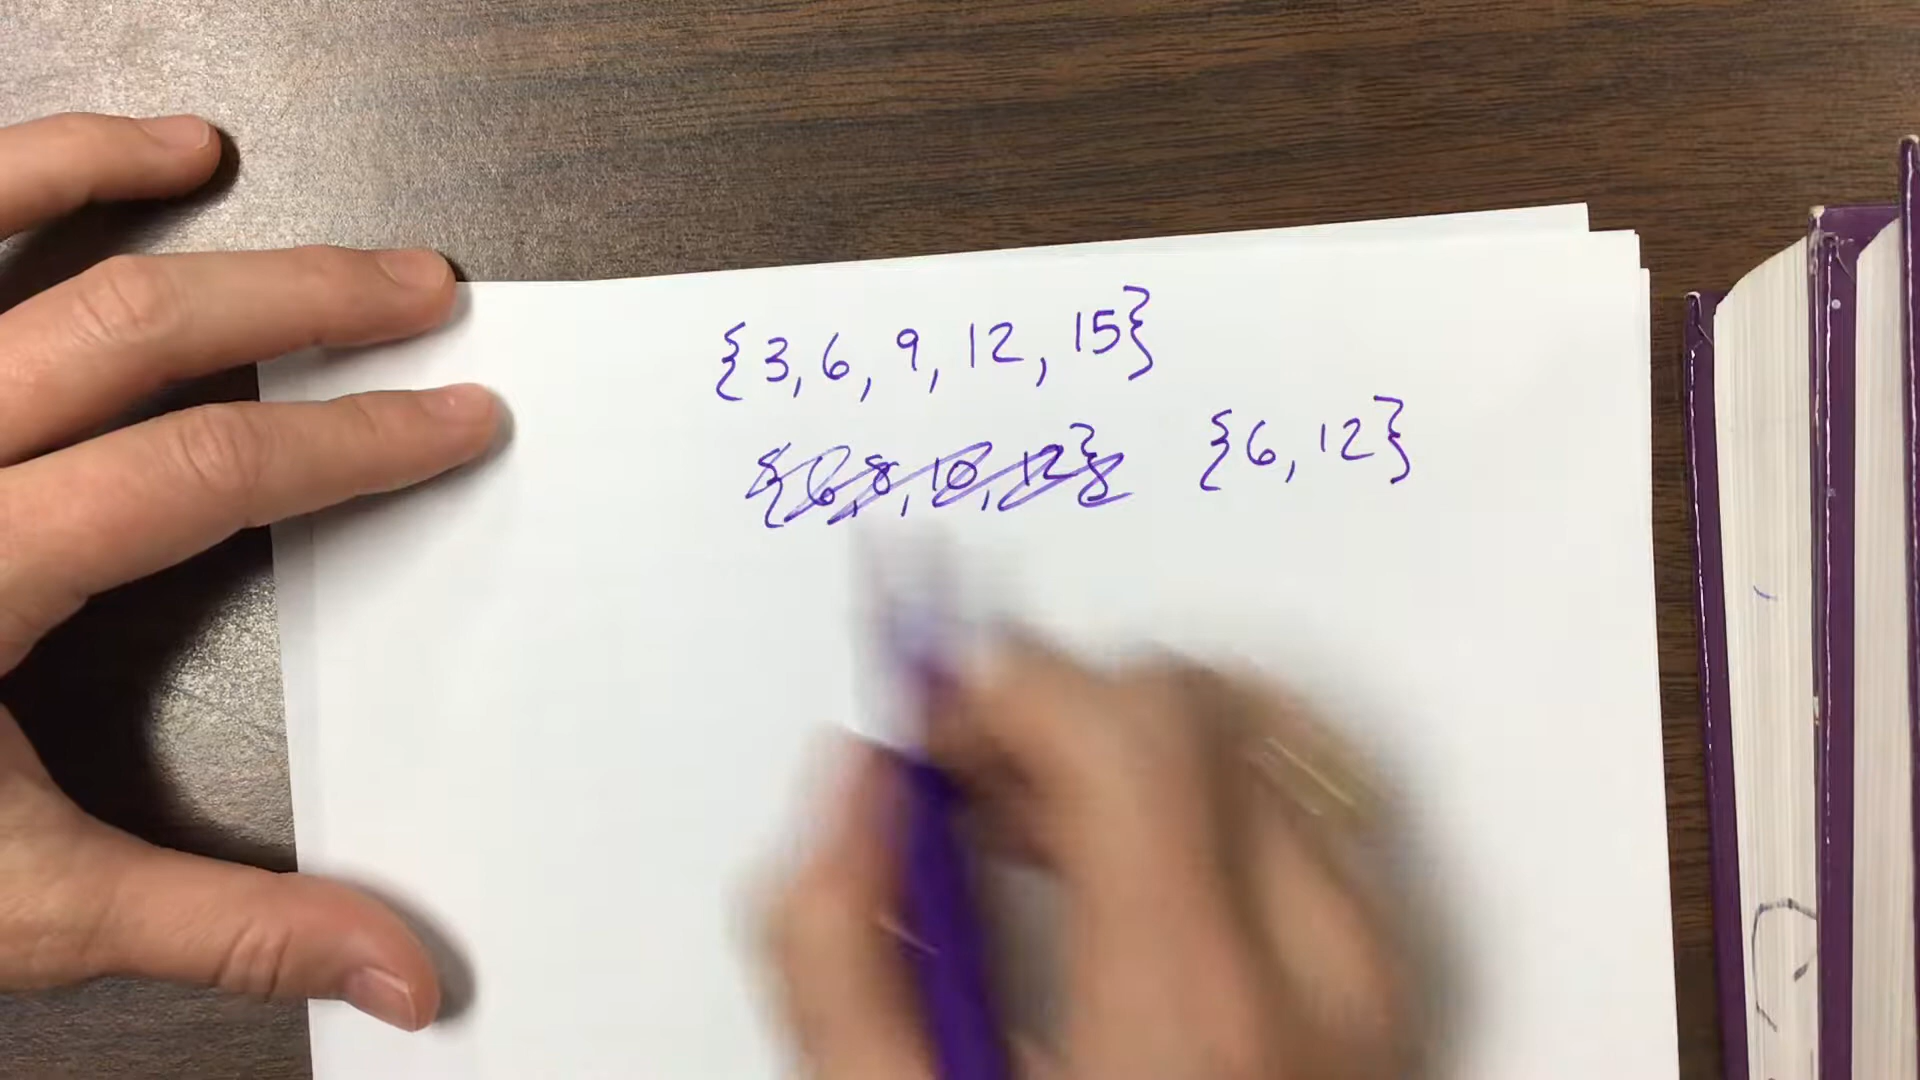 {3, 6, 9, 12, 15}
{6, 8, 10, 12} {6, 12}